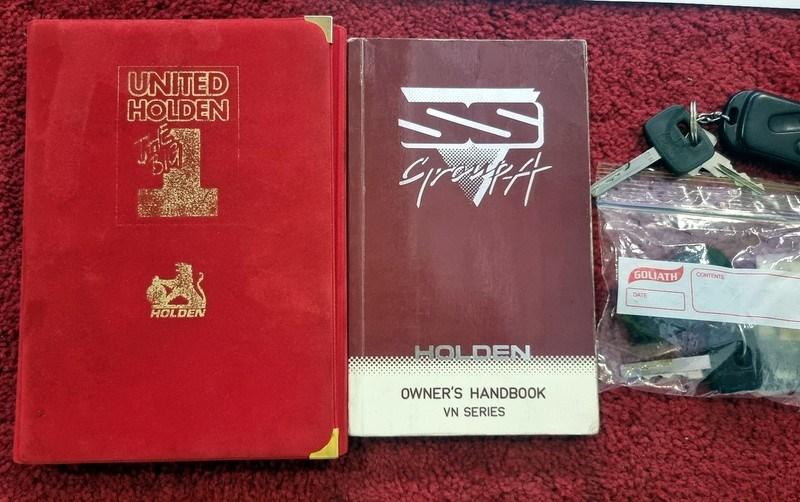 UNITED
HOLDEN
THE
BIG
1
HOLDEN
SS
Group A
HOLDEN
OWNER'S HANDBOOK
VN SERIES
GOLIATH
CONTENTS
DATE